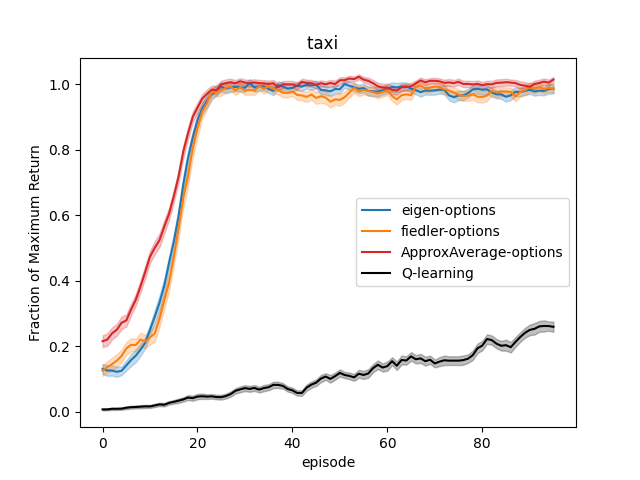 taxi
Fraction of Maximum Return
1.0
0.8
0.6
0.4
0.2
0.0
eigen-options
fiedler-options
ApproxAverage-options
Q-learning
0 20 40 60 80
episode